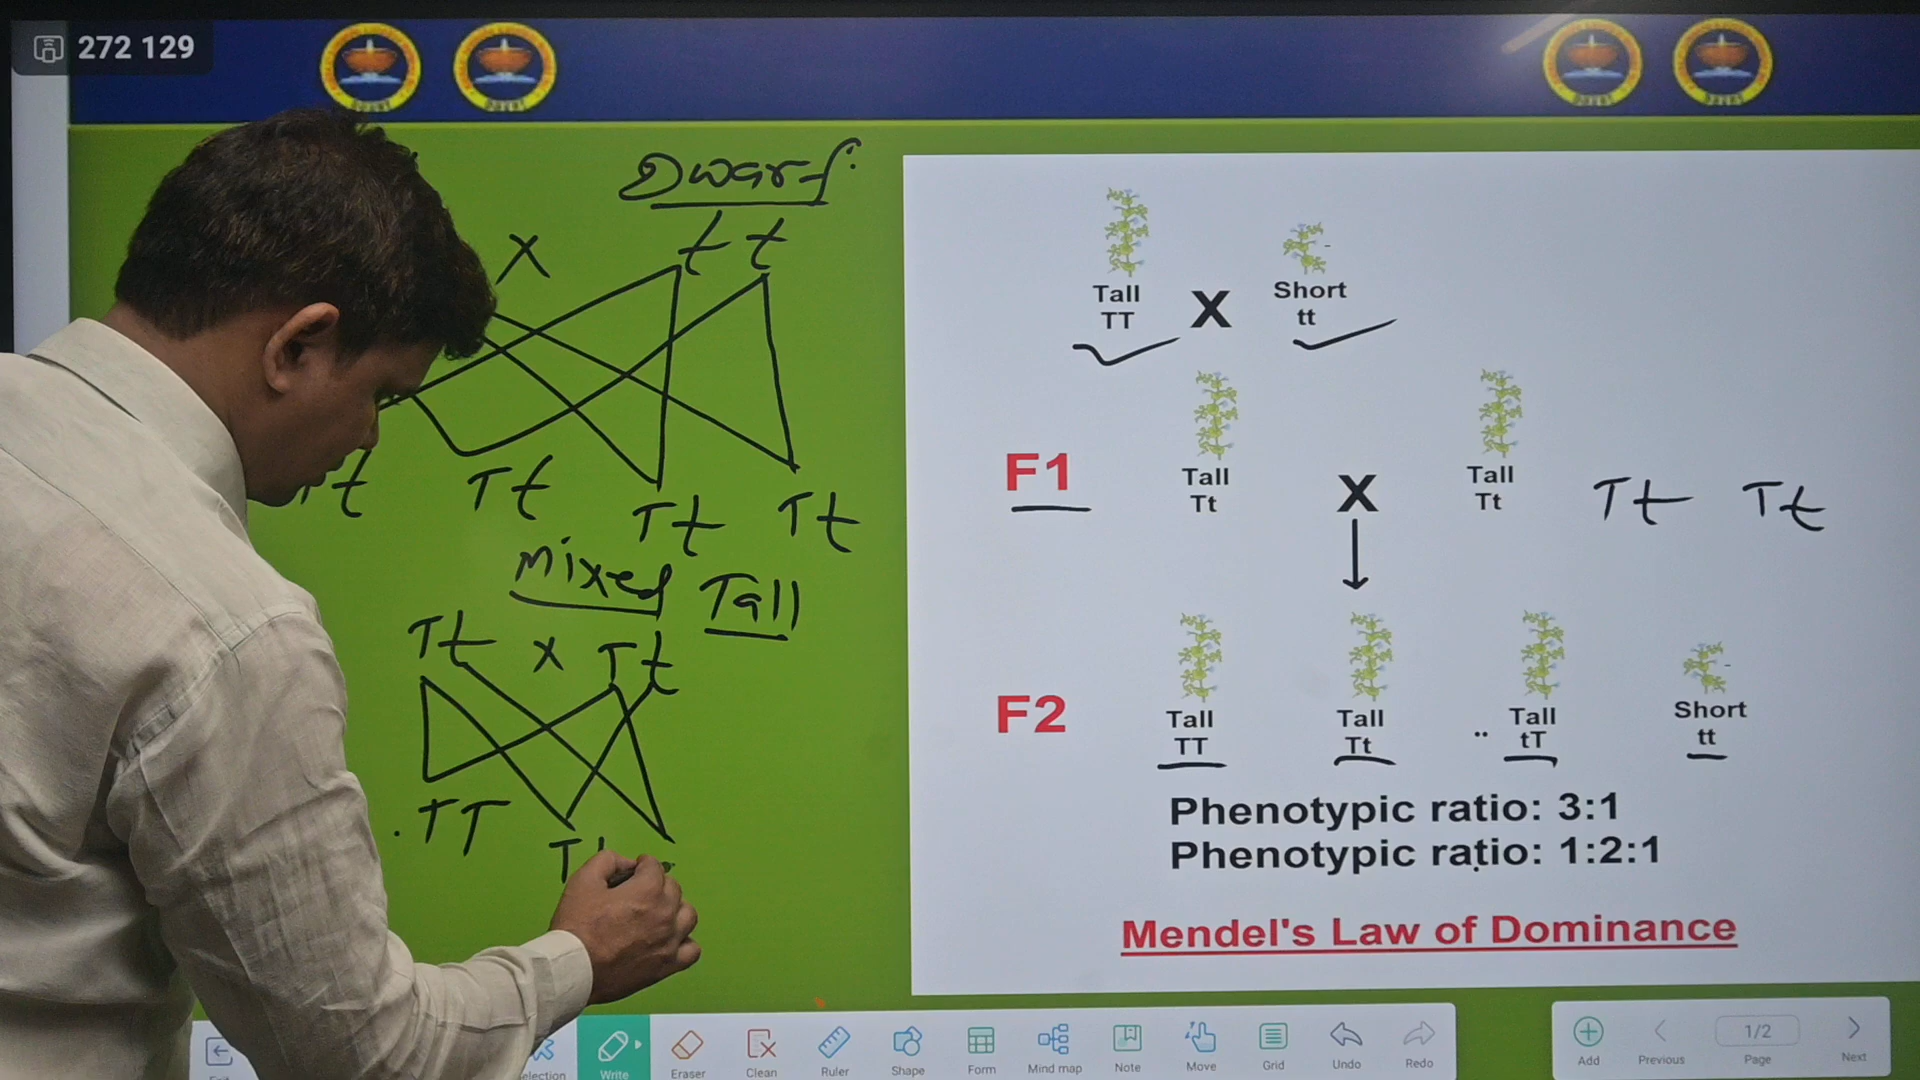 272 129
Dwarf
X t t
t Tt Tt Tt
mixed Tall
Tt X Tt
TT
T
Tall X Short
TT tt
F1 Tall X Tall Tt Tt
Tt Tt
F2 Tall Tall Tall Short
TT Tt tT tt
Phenotypic ratio: 3:1
Phenotypic ratio: 1:2:1
Mendel's Law of Dominance
election Write Eraser Clean Ruler Shape Form Mind map Note Move Grid Undo Redo
Add Previous 1/2 Page Next